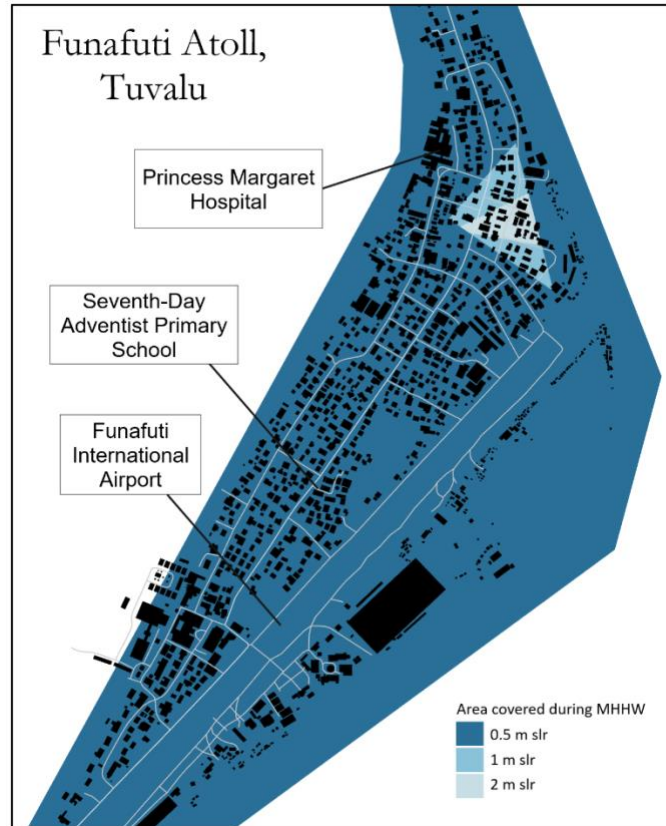 Funafuti Atoll,
Tuvalu
Princess Margaret
Hospital
Seventh-Day
Adventist Primary
School
Funafuti
International
Airport
Area covered during MHHW
0.5 m slr
1 m slr
2 m slr